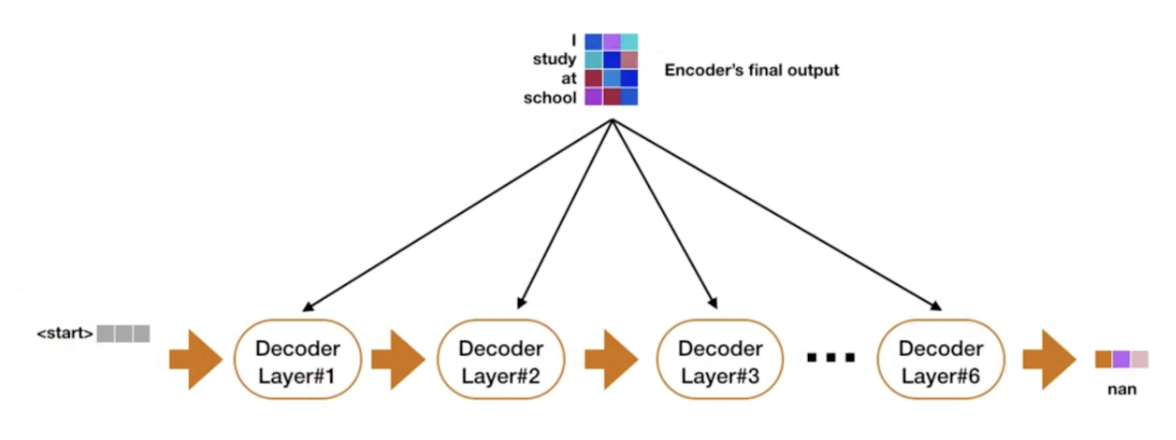 I
study
at
school
Encoder's final output
<start>
Decoder
Layer#1
Decoder
Layer#2
Decoder
Layer#3
...
Decoder
Layer#6
nan